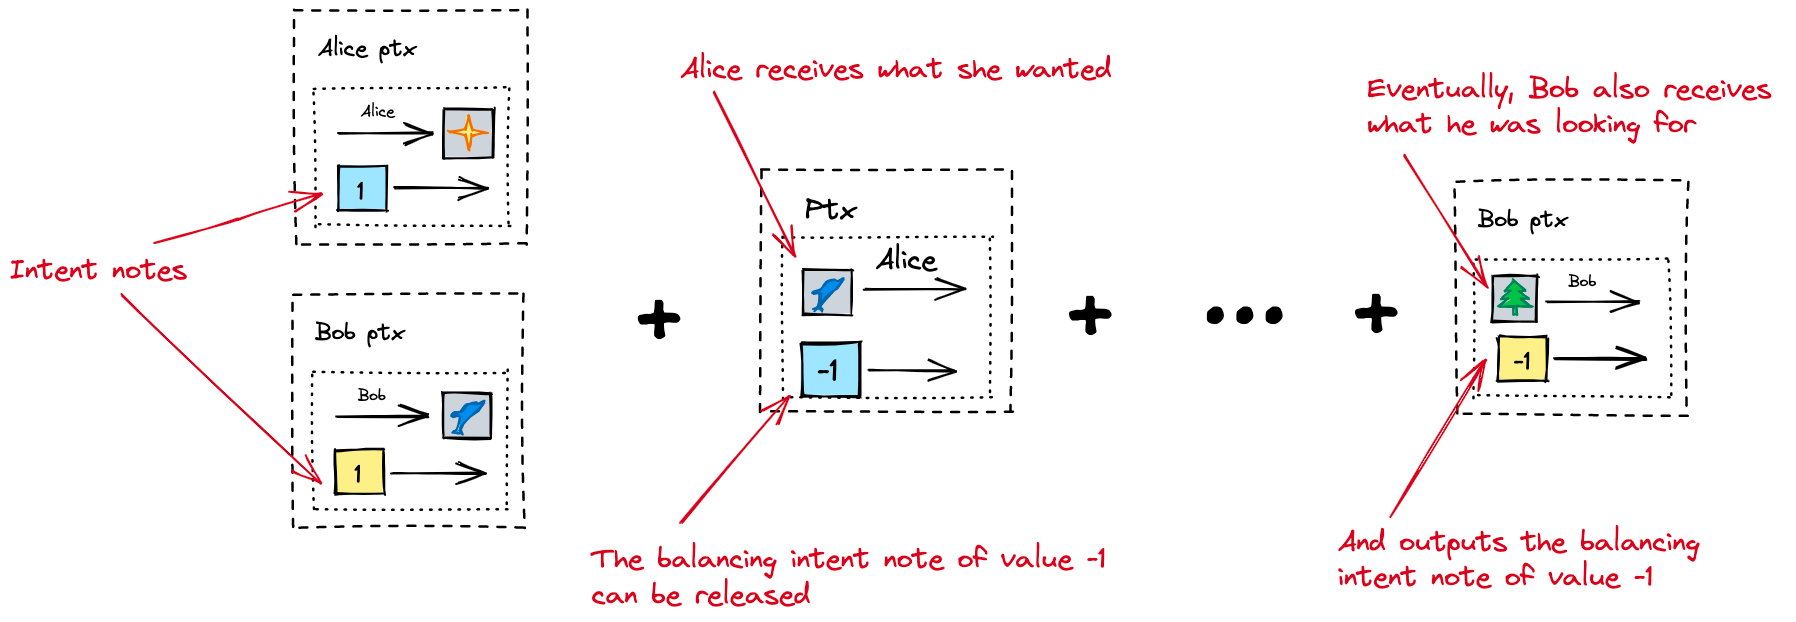 Alice ptx
Alice
1
Intent notes
Bob ptx
Bob
1
+
Alice receives what she wanted
Ptx
Alice
-1
The balancing intent note of value -1
can be released
+
...
+
Eventually, Bob also receives
what he was looking for
Bob ptx
Bob
-1
And outputs the balancing
intent note of value -1